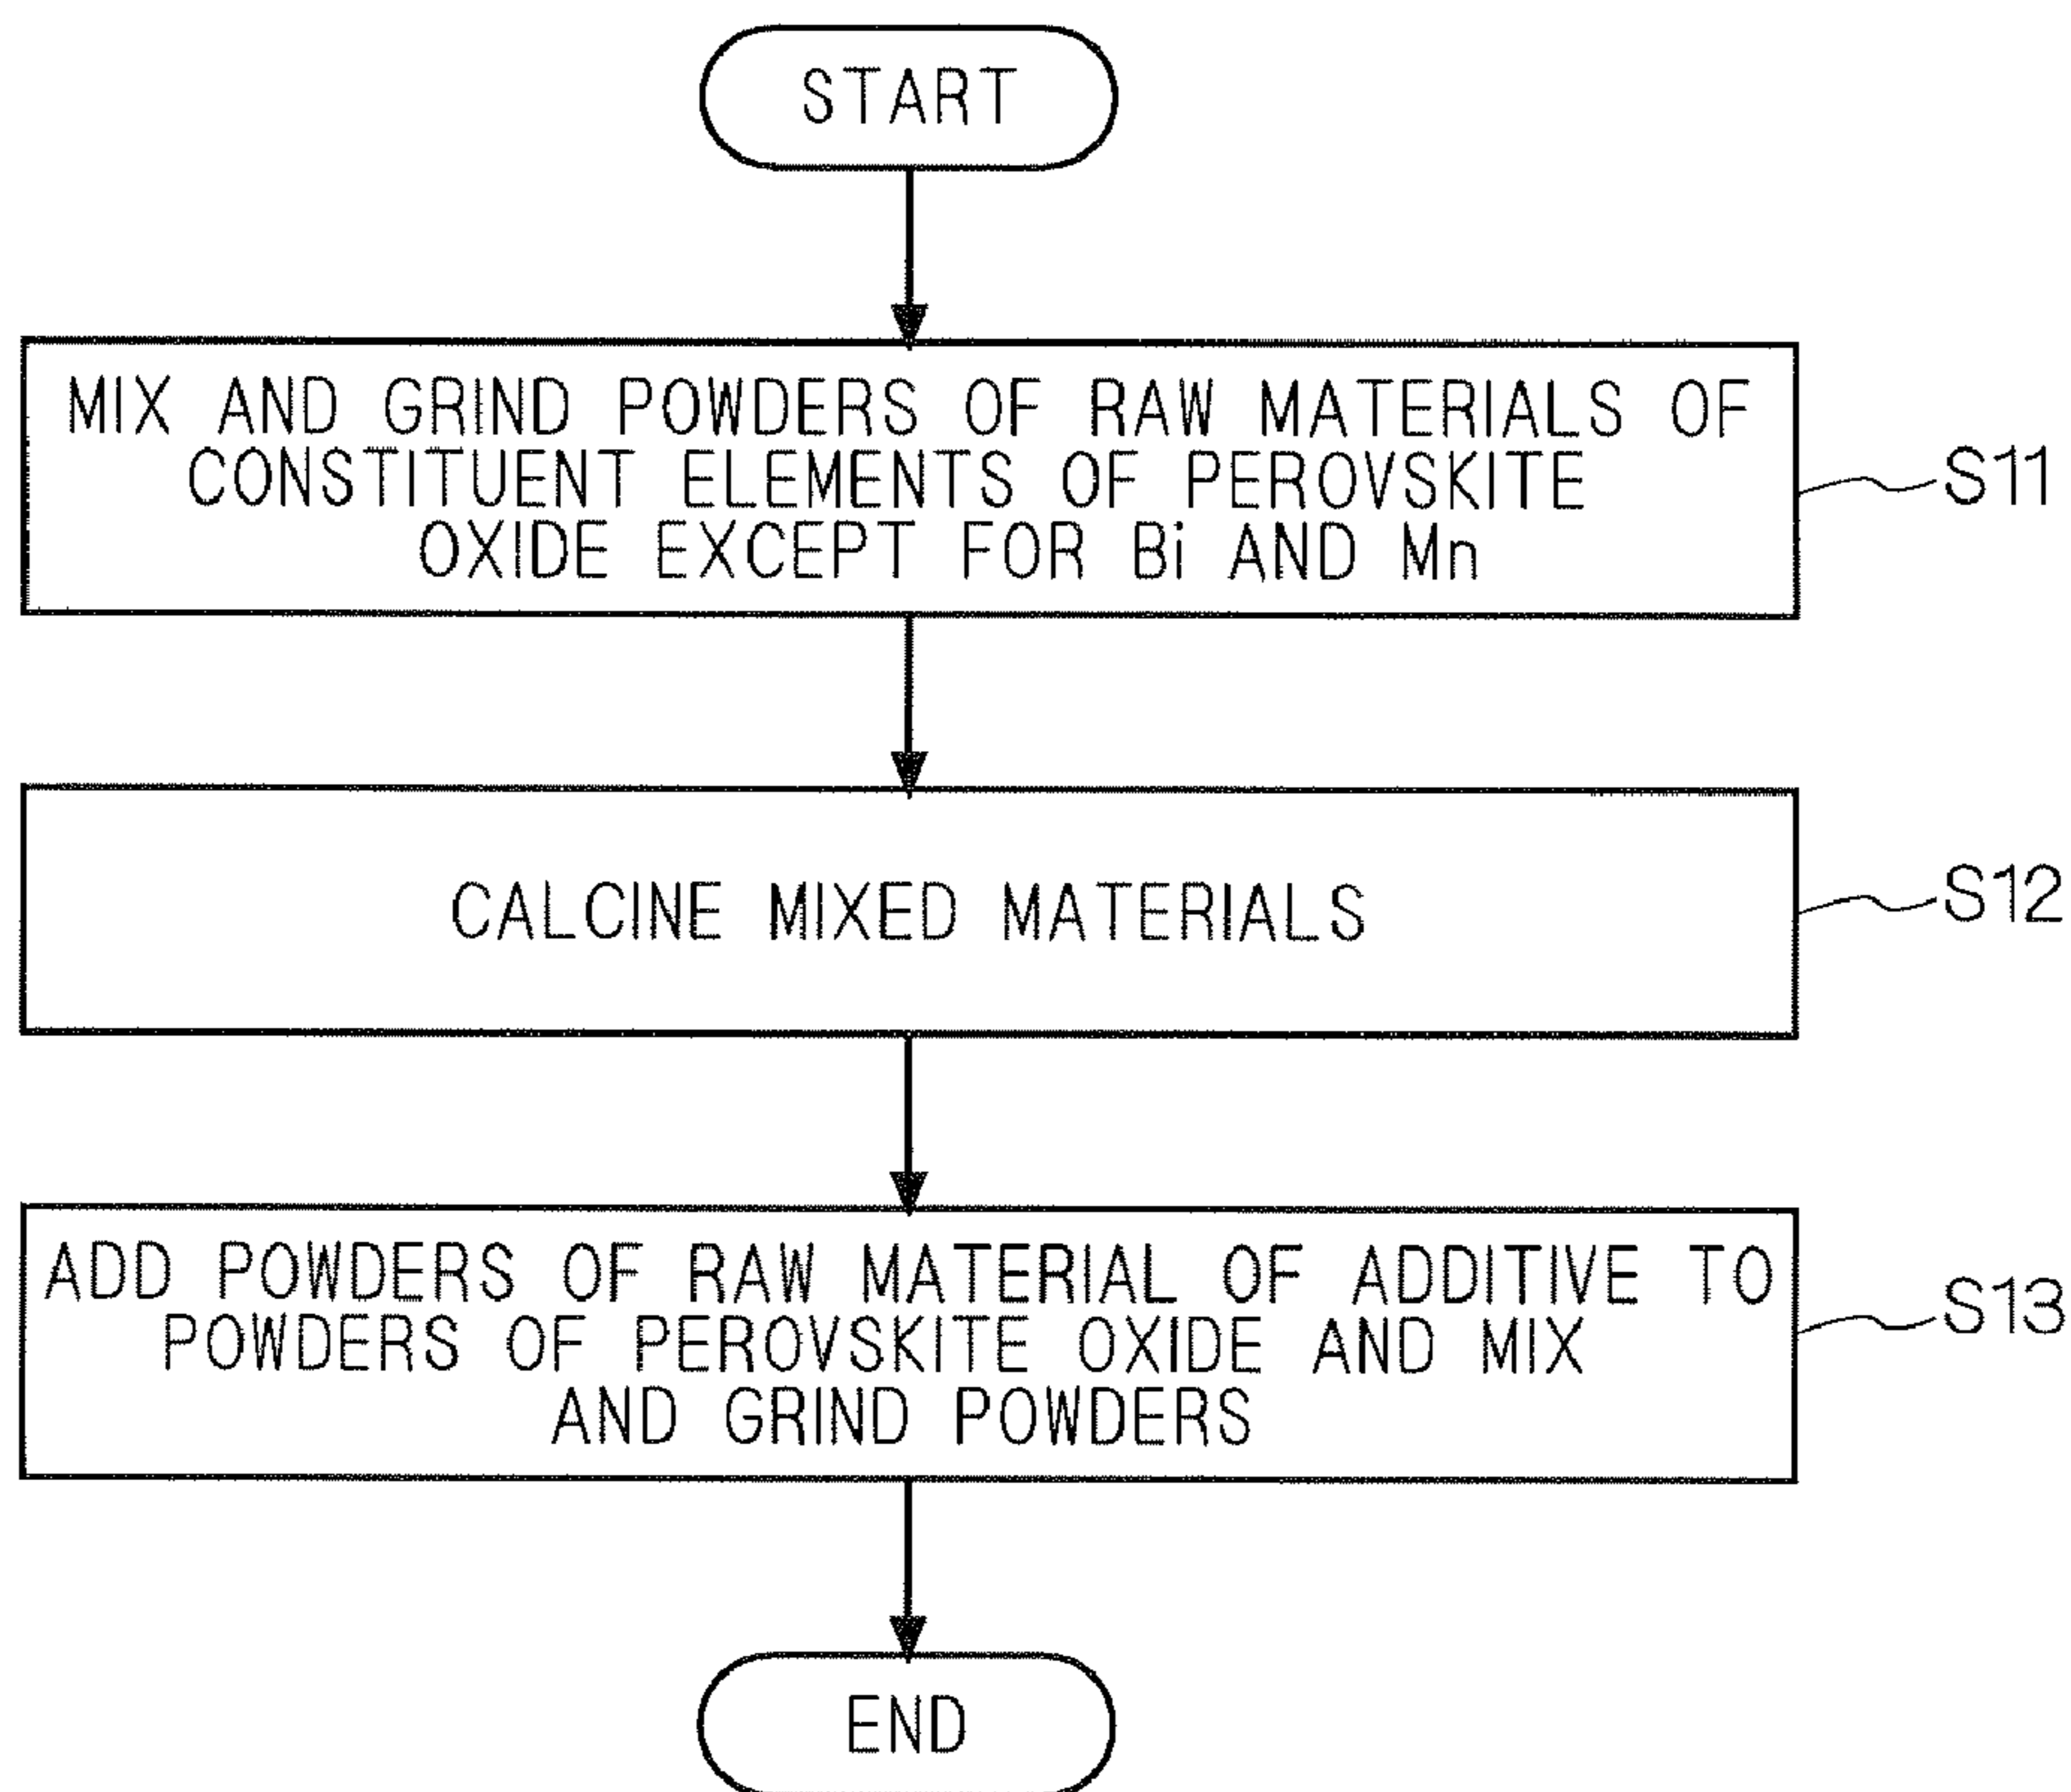 START
MIX AND GRIND POWDERS OF RAW MATERIALS OF
CONSTITUENT ELEMENTS OF PEROVSKITE
OXIDE EXCEPT FOR Bi AND Mn
S11
CALCINE MIXED MATERIALS
S12
ADD POWDERS OF RAW MATERIAL OF ADDITIVE TO
POWDERS OF PEROVSKITE OXIDE AND MIX
AND GRIND POWDERS
S13
END